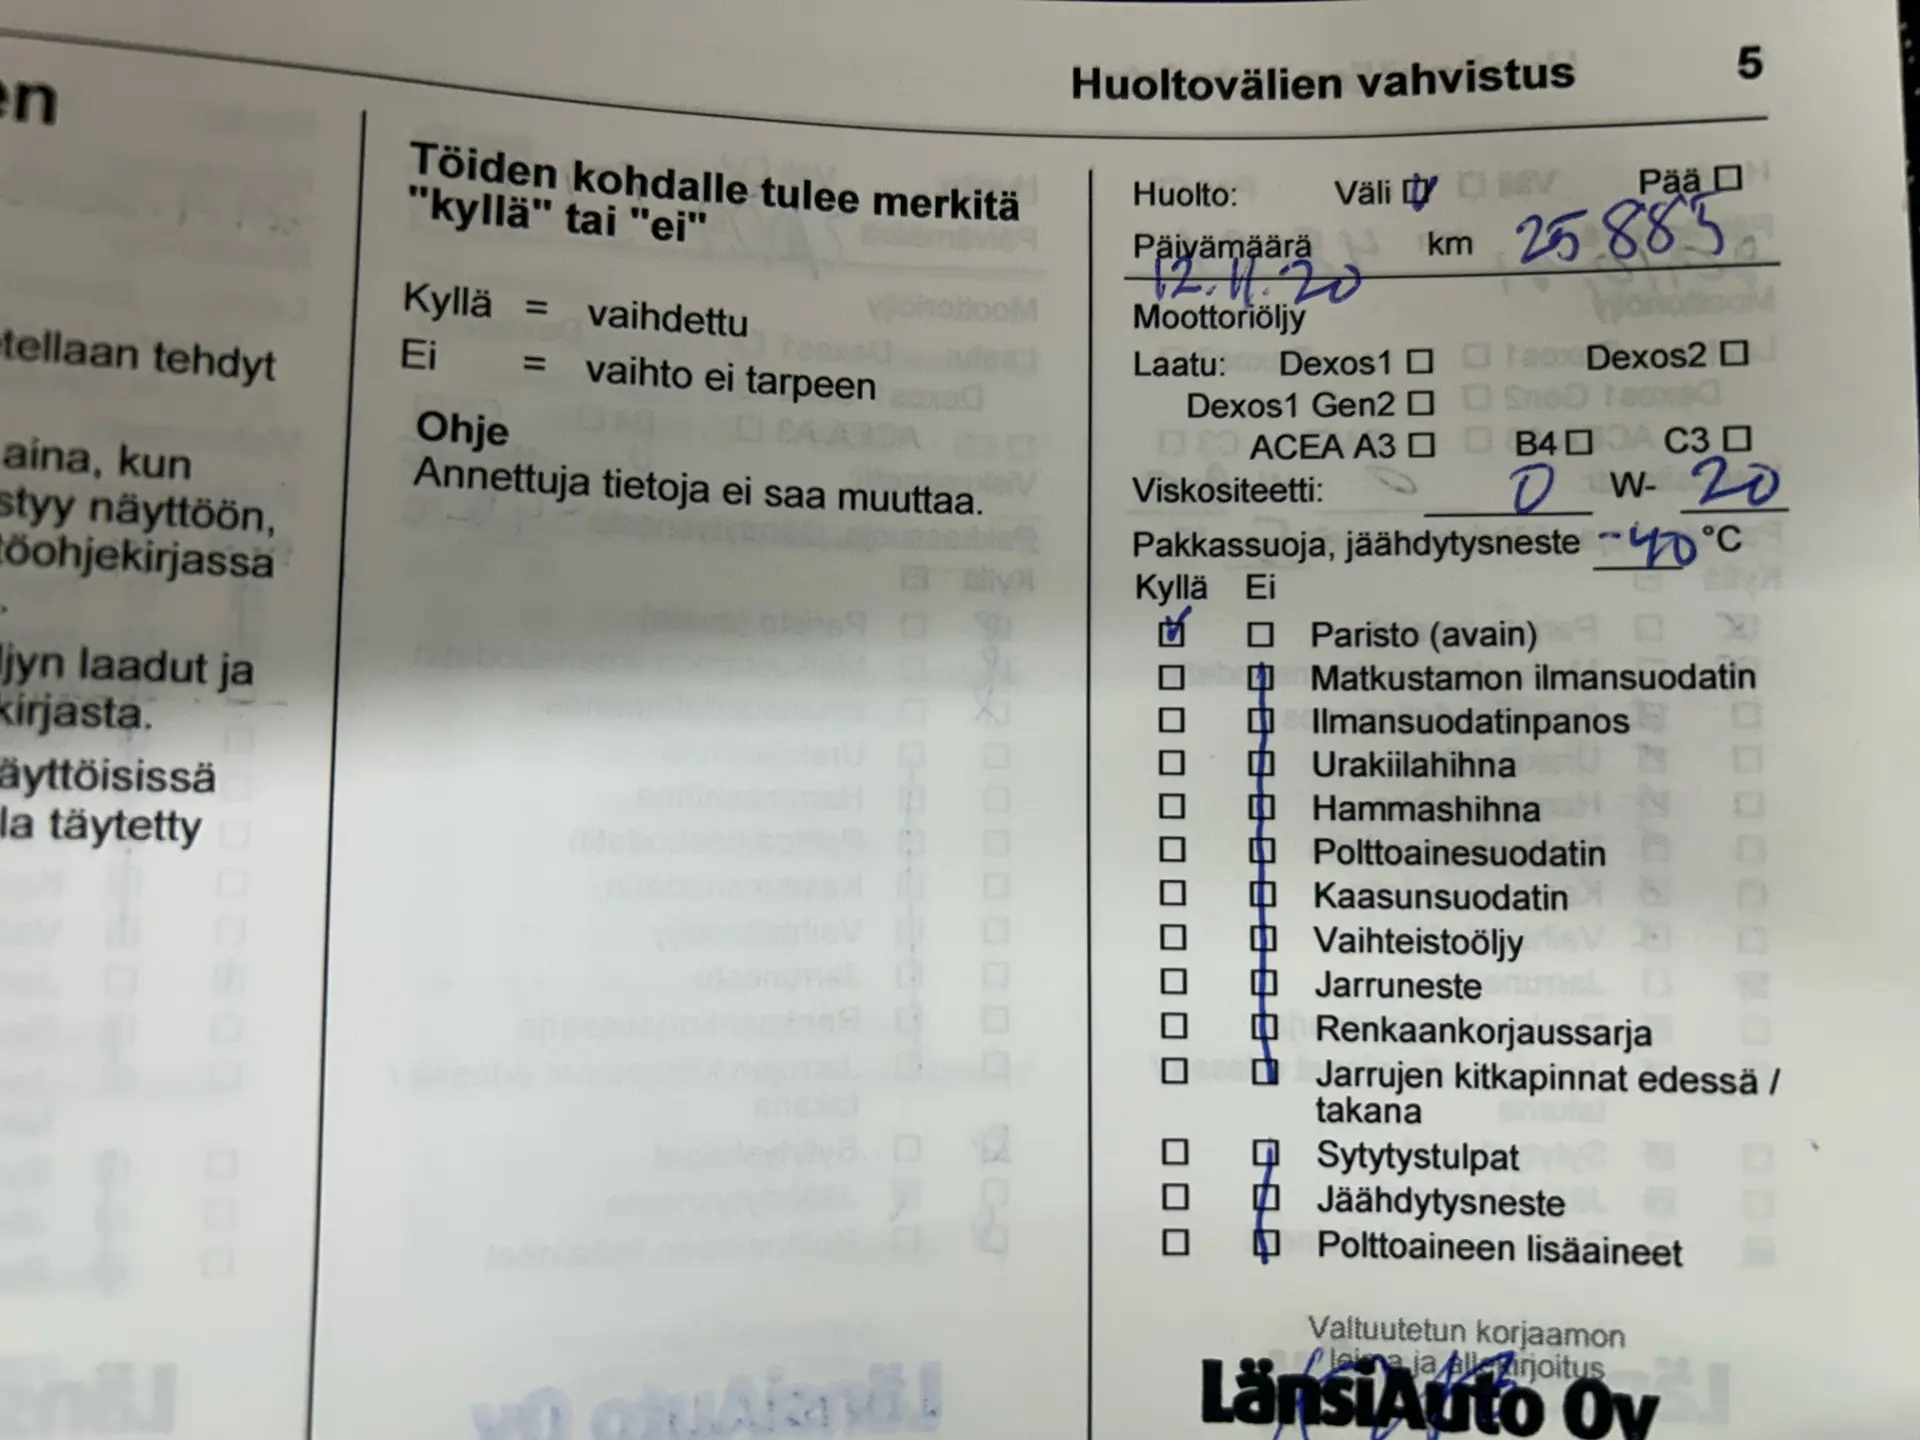 Huoltovälien vahvistus 5
en
tellaan tehdyt
aina, kun
styy näyttöön,
töohjekirjassa
ljyn laadut ja
kirjasta.
äyttöisissä
la täytetty
Töiden kohdalle tulee merkitä
"kyllä" tai "ei"
Kyllä = vaihdettu
Ei = vaihto ei tarpeen
Ohje
Annettuja tietoja ei saa muuttaa.
Huolto: Väli ☑ Pää ☐
Päivämäärä km 25885
12.11.20
Moottoriöljy
Laatu: Dexos1 ☐ Dexos2 ☐
Dexos1 Gen2 ☐
ACEA A3 ☐ B4 ☐ C3 ☐
Viskositeetti: 0 W- 20
Pakkassuoja, jäähdytysneste -40 °C
Kyllä Ei
Paristo (avain)
Matkustamon ilmansuodatin
Ilmansuodatinpanos
Urakiilahihna
Hammashihna
Polttoainesuodatin
Kaasunsuodatin
Vaihteistoöljy
Jarruneste
Renkaankorjaussarja
Jarrujen kitkapinnat edessä /
takana
Sytytystulpat
Jäähdytysneste
Polttoaineen lisäaineet
Valtuutetun korjaamon
leima ja allekirjoitus
LänsiAuto Oy